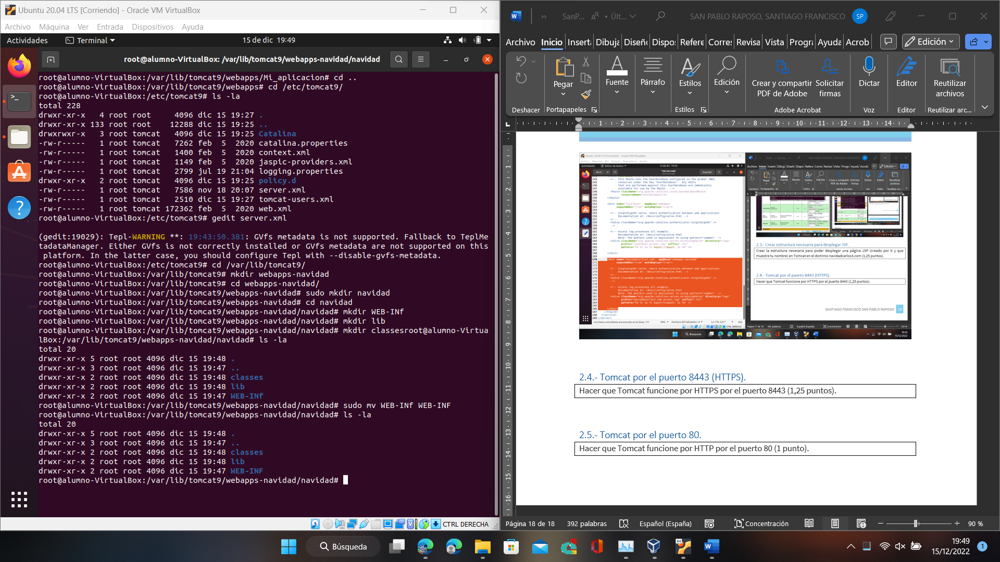 Ubuntu 20.04 LTS [Corriendo] - Oracle VM VirtualBox
Archivo Máquina Ver Entrada Dispositivos Ayuda
Actividades Terminal 15 de dic 19:49
root@alumno-VirtualBox: /var/lib/tomcat9/webapps-navidad/navidad
root@alumno-VirtualBox:/var/lib/tomcat9/webapps/Mi_aplicacion# cd ..
root@alumno-VirtualBox:/var/lib/tomcat9/webapps# cd /etc/tomcat9/
root@alumno-VirtualBox:/etc/tomcat9# ls -la
total 228
drwxr-xr-x 4 root root 4096 dic 15 19:27 .
drwxr-xr-x 133 root root 12288 dic 15 19:25 ..
drwxrwxr-x 3 root tomcat 4096 dic 15 19:25 Catalina
-rw-r----- 1 root tomcat 7262 feb 5 2020 catalina.properties
-rw-r----- 1 root tomcat 1400 feb 5 2020 context.xml
-rw-r----- 1 root tomcat 1149 feb 5 2020 jaspic-providers.xml
-rw-r----- 1 root tomcat 2799 jul 19 21:04 logging.properties
drwxr-xr-x 2 root tomcat 4096 dic 15 19:25 policy.d
-rw-r----- 1 root tomcat 7586 nov 18 20:07 server.xml
-rw-r----- 1 root tomcat 2510 dic 15 19:27 tomcat-users.xml
-rw-r----- 1 root tomcat 172362 feb 5 2020 web.xml
root@alumno-VirtualBox:/etc/tomcat9# gedit server.xml
(gedit:19029): Tepl-WARNING **: 19:43:50.381: GVfs metadata is not supported. Fallback to TeplMe
tadataManager. Either GVfs is not correctly installed or GVfs metadata are not supported on this
platform. In the latter case, you should configure Tepl with --disable-gvfs-metadata.
root@alumno-VirtualBox:/etc/tomcat9# cd /var/lib/tomcat9/
root@alumno-VirtualBox:/var/lib/tomcat9# mkdir webapps-navidad
root@alumno-VirtualBox:/var/lib/tomcat9# cd webapps-navidad/
root@alumno-VirtualBox:/var/lib/tomcat9/webapps-navidad# sudo mkdir navidad
root@alumno-VirtualBox:/var/lib/tomcat9/webapps-navidad# cd navidad
root@alumno-VirtualBox:/var/lib/tomcat9/webapps-navidad/navidad# mkdir WEB-INf
root@alumno-VirtualBox:/var/lib/tomcat9/webapps-navidad/navidad# mkdir lib
root@alumno-VirtualBox:/var/lib/tomcat9/webapps-navidad/navidad# mkdir classesroot@alumno-Virtua
lBox:/var/lib/tomcat9/webapps-navidad/navidad# ls -la
total 20
drwxr-xr-x 5 root root 4096 dic 15 19:48 .
drwxr-xr-x 3 root root 4096 dic 15 19:47 ..
drwxr-xr-x 2 root root 4096 dic 15 19:48 classes
drwxr-xr-x 2 root root 4096 dic 15 19:48 lib
drwxr-xr-x 2 root root 4096 dic 15 19:47 WEB-INf
root@alumno-VirtualBox:/var/lib/tomcat9/webapps-navidad/navidad# sudo mv WEB-INf WEB-INF
root@alumno-VirtualBox:/var/lib/tomcat9/webapps-navidad/navidad# ls -la
total 20
drwxr-xr-x 5 root root 4096 dic 15 19:48 .
drwxr-xr-x 3 root root 4096 dic 15 19:47 ..
drwxr-xr-x 2 root root 4096 dic 15 19:48 classes
drwxr-xr-x 2 root root 4096 dic 15 19:48 lib
drwxr-xr-x 2 root root 4096 dic 15 19:47 WEB-INF
root@alumno-VirtualBox:/var/lib/tomcat9/webapps-navidad/navidad#
CTRL DERECHA
SanP... • Últ... SAN PABLO RAPOSO, SANTIAGO FRANCISCO SP
Archivo Inicio Insert Dibuja Diseñ Dispo Refere Corres Revisa Vista Progra Ayuda Acrob Edición
Pegar Fuente Párrafo Estilos Edición Crear y compartir PDF de Adobe Solicitar firmas Dictar Editor Reutilizar archivos
Deshacer Portapapeles Estilos Adobe Acrobat Voz Editor Reutilizar arc...
1 2 3 4 5 6 7 8 9 10 11 12 13 14
2.3.- Crear estructura necesaria para desplegar JSP.
Crear la estructura necesaria para poder desplegar una página JSP (creado por ti y que
muestre tu nombre) en Tomcat en el dominio navidadcarlos3.com (1,25 puntos).
2.4.- Tomcat por el puerto 8443 (HTTPS).
Hacer que Tomcat funcione por HTTPS por el puerto 8443 (1,25 puntos).
SANTIAGO FRANCISCO SAN PABLO RAPOSO 15
2.4.- Tomcat por el puerto 8443 (HTTPS).
Hacer que Tomcat funcione por HTTPS por el puerto 8443 (1,25 puntos).
2.5.- Tomcat por el puerto 80.
Hacer que Tomcat funcione por HTTP por el puerto 80 (1 punto).
Página 18 de 18 392 palabras Español (España) Concentración 90 %
Búsqueda
19:49
15/12/2022
1